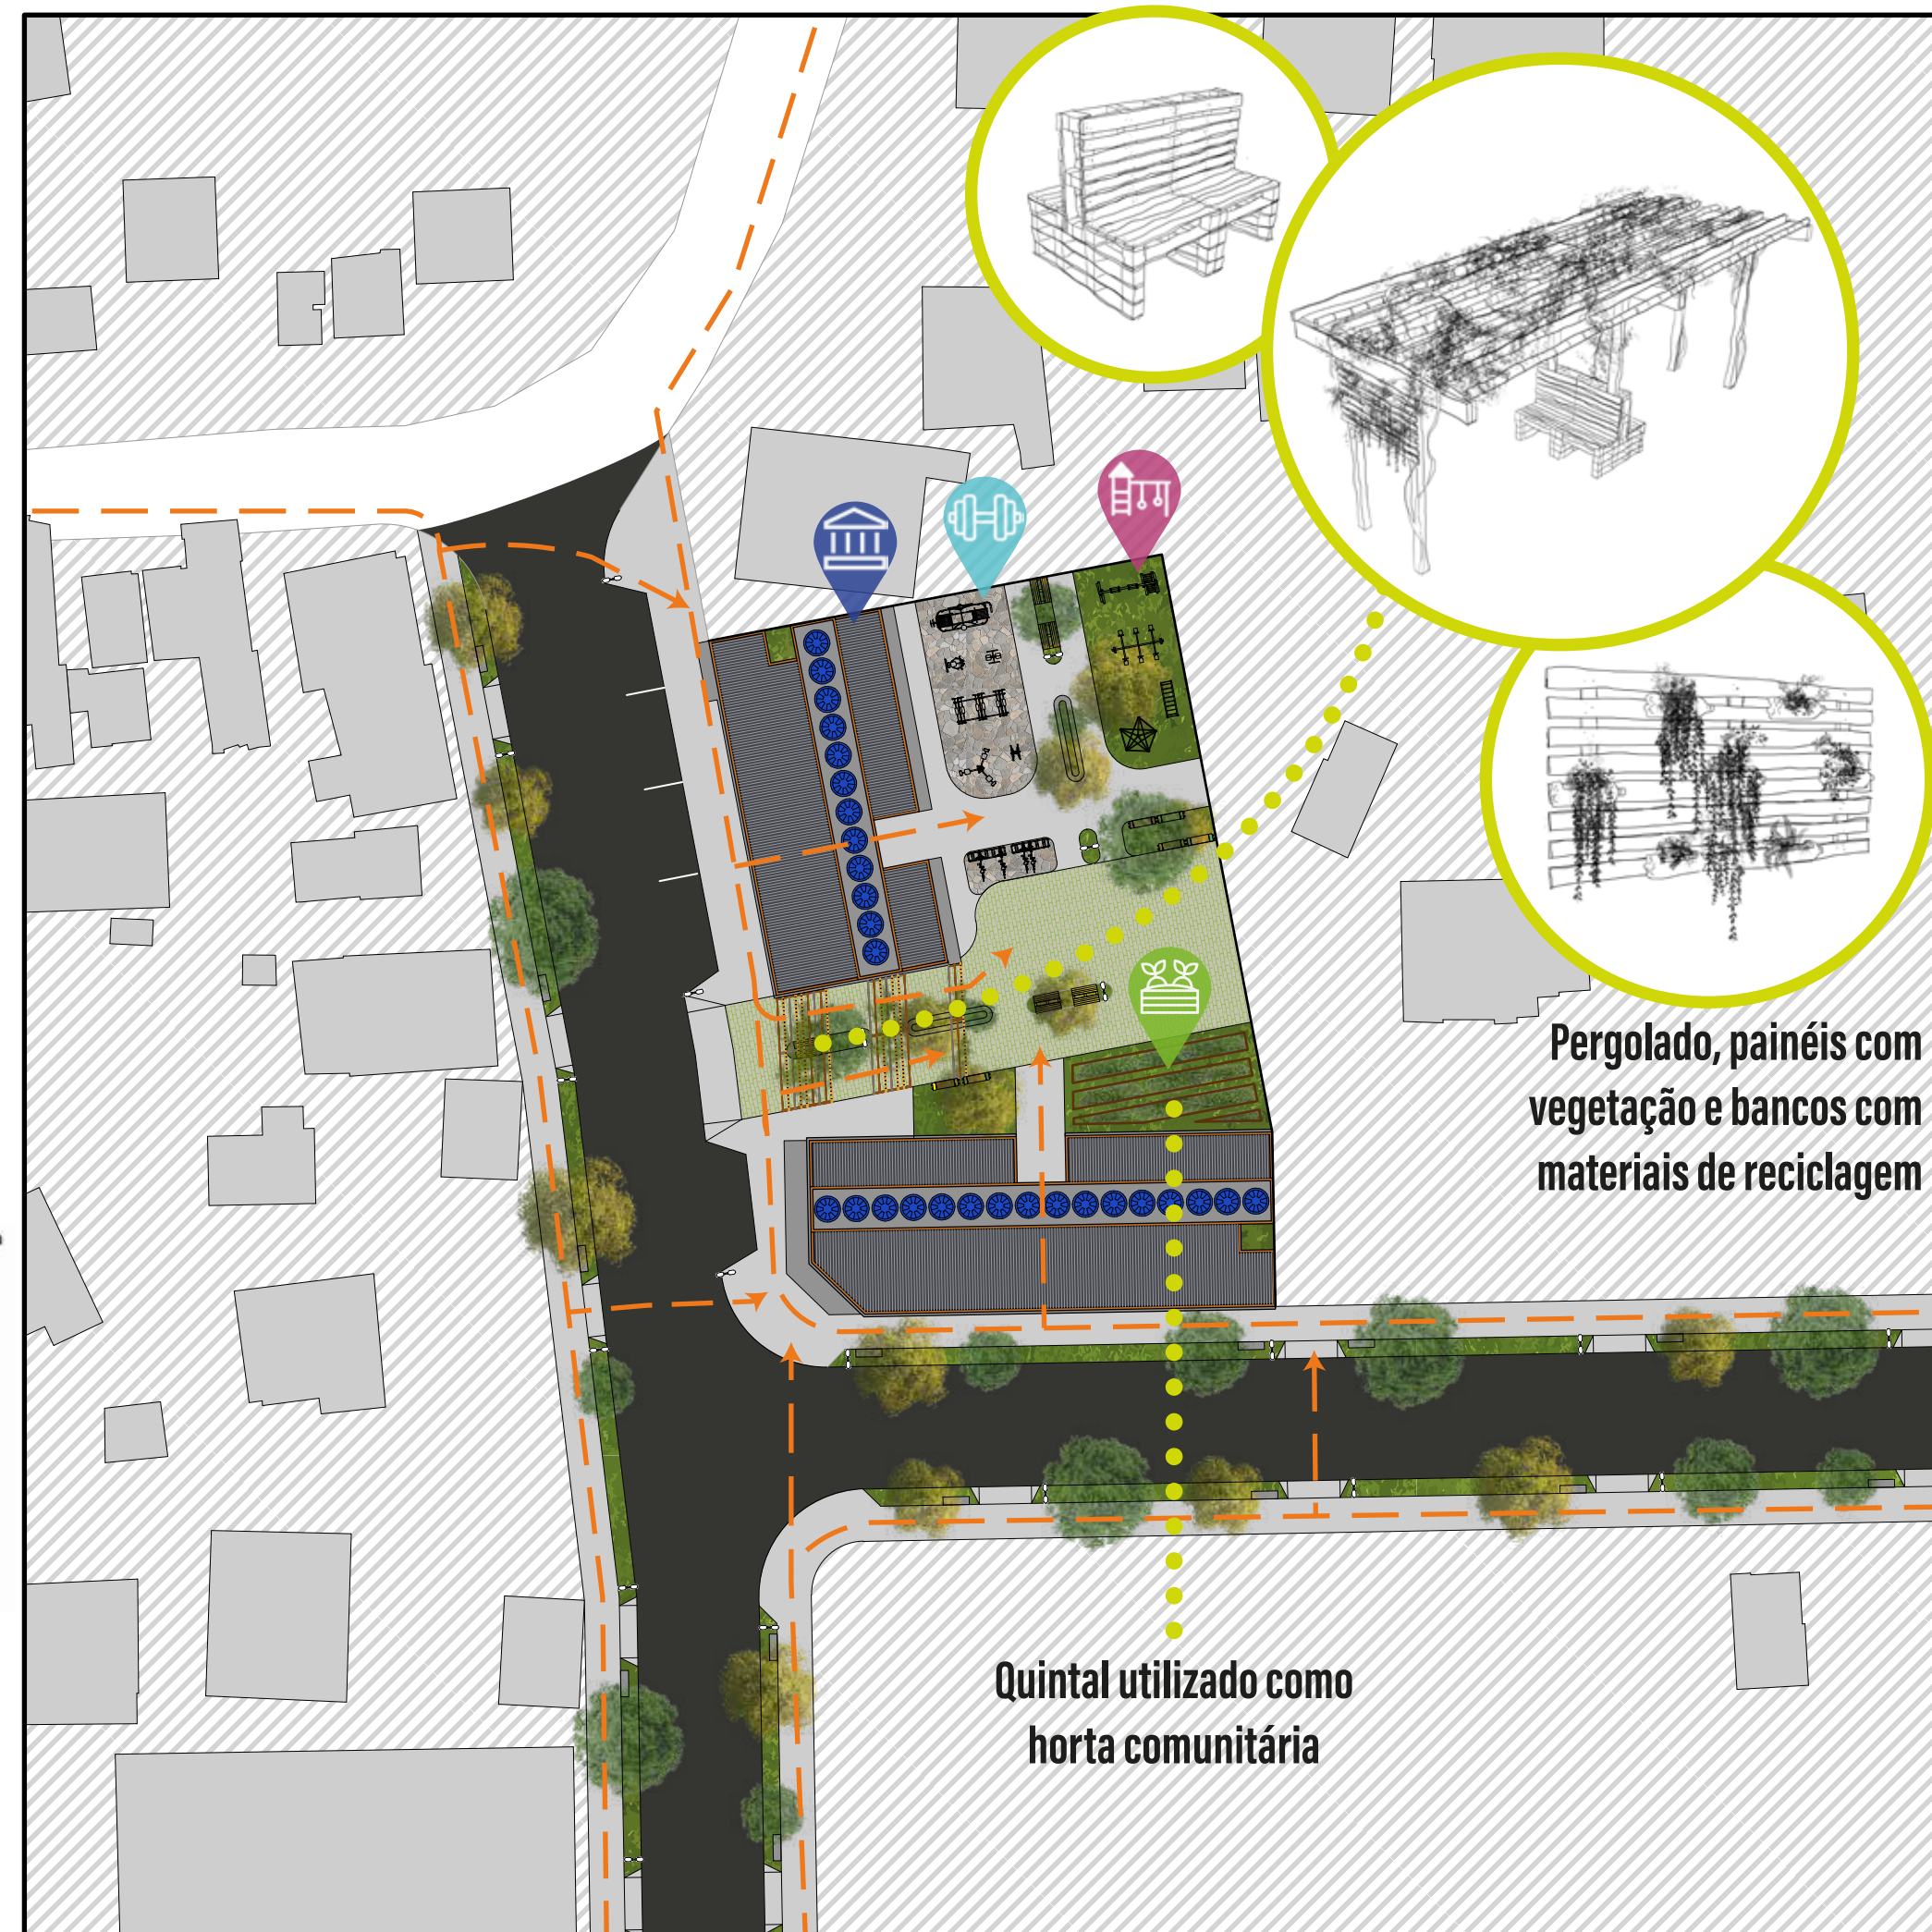 Pergolado, painéis com
vegetação e bancos com
materiais de reciclagem
Quintal utilizado como
horta comunitária